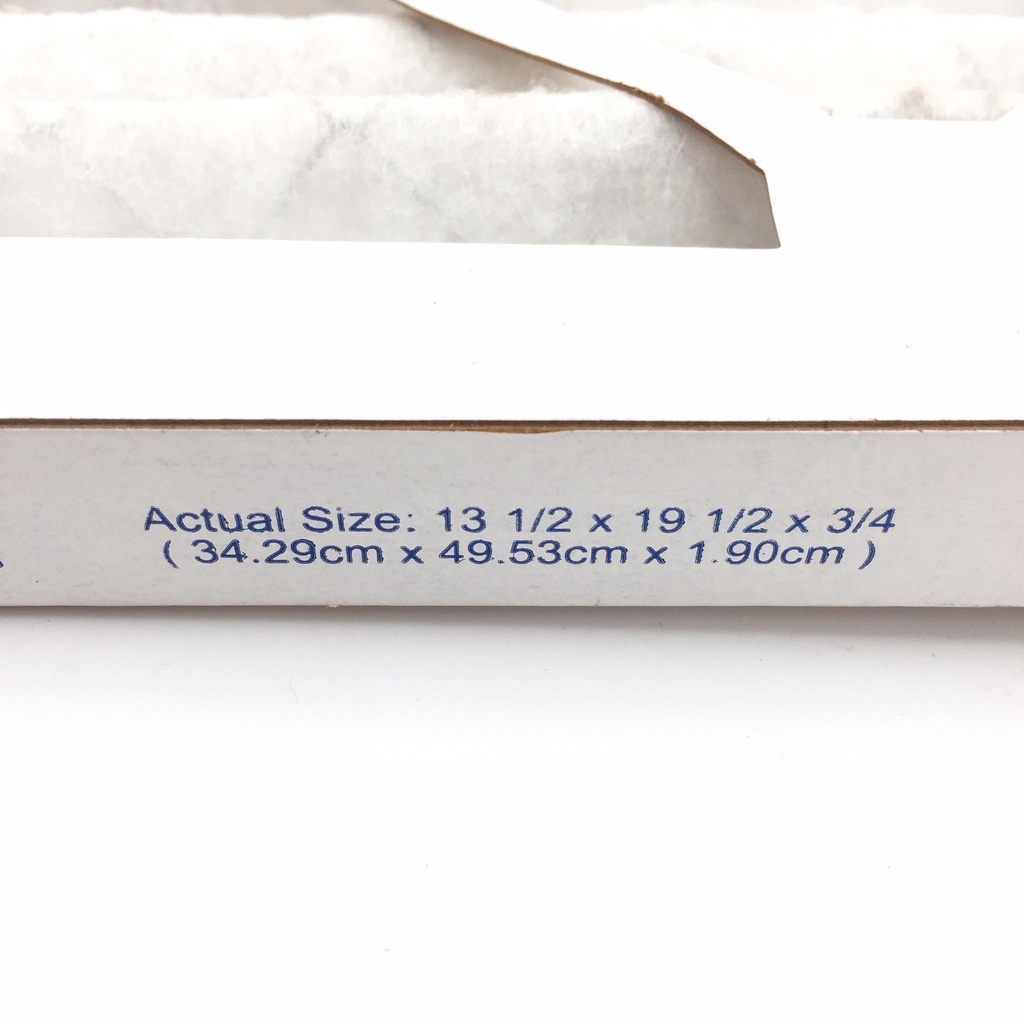 Actual Size: 13 1/2 x 19 1/2 x 3/4
( 34.29cm x 49.53cm x 1.90cm )